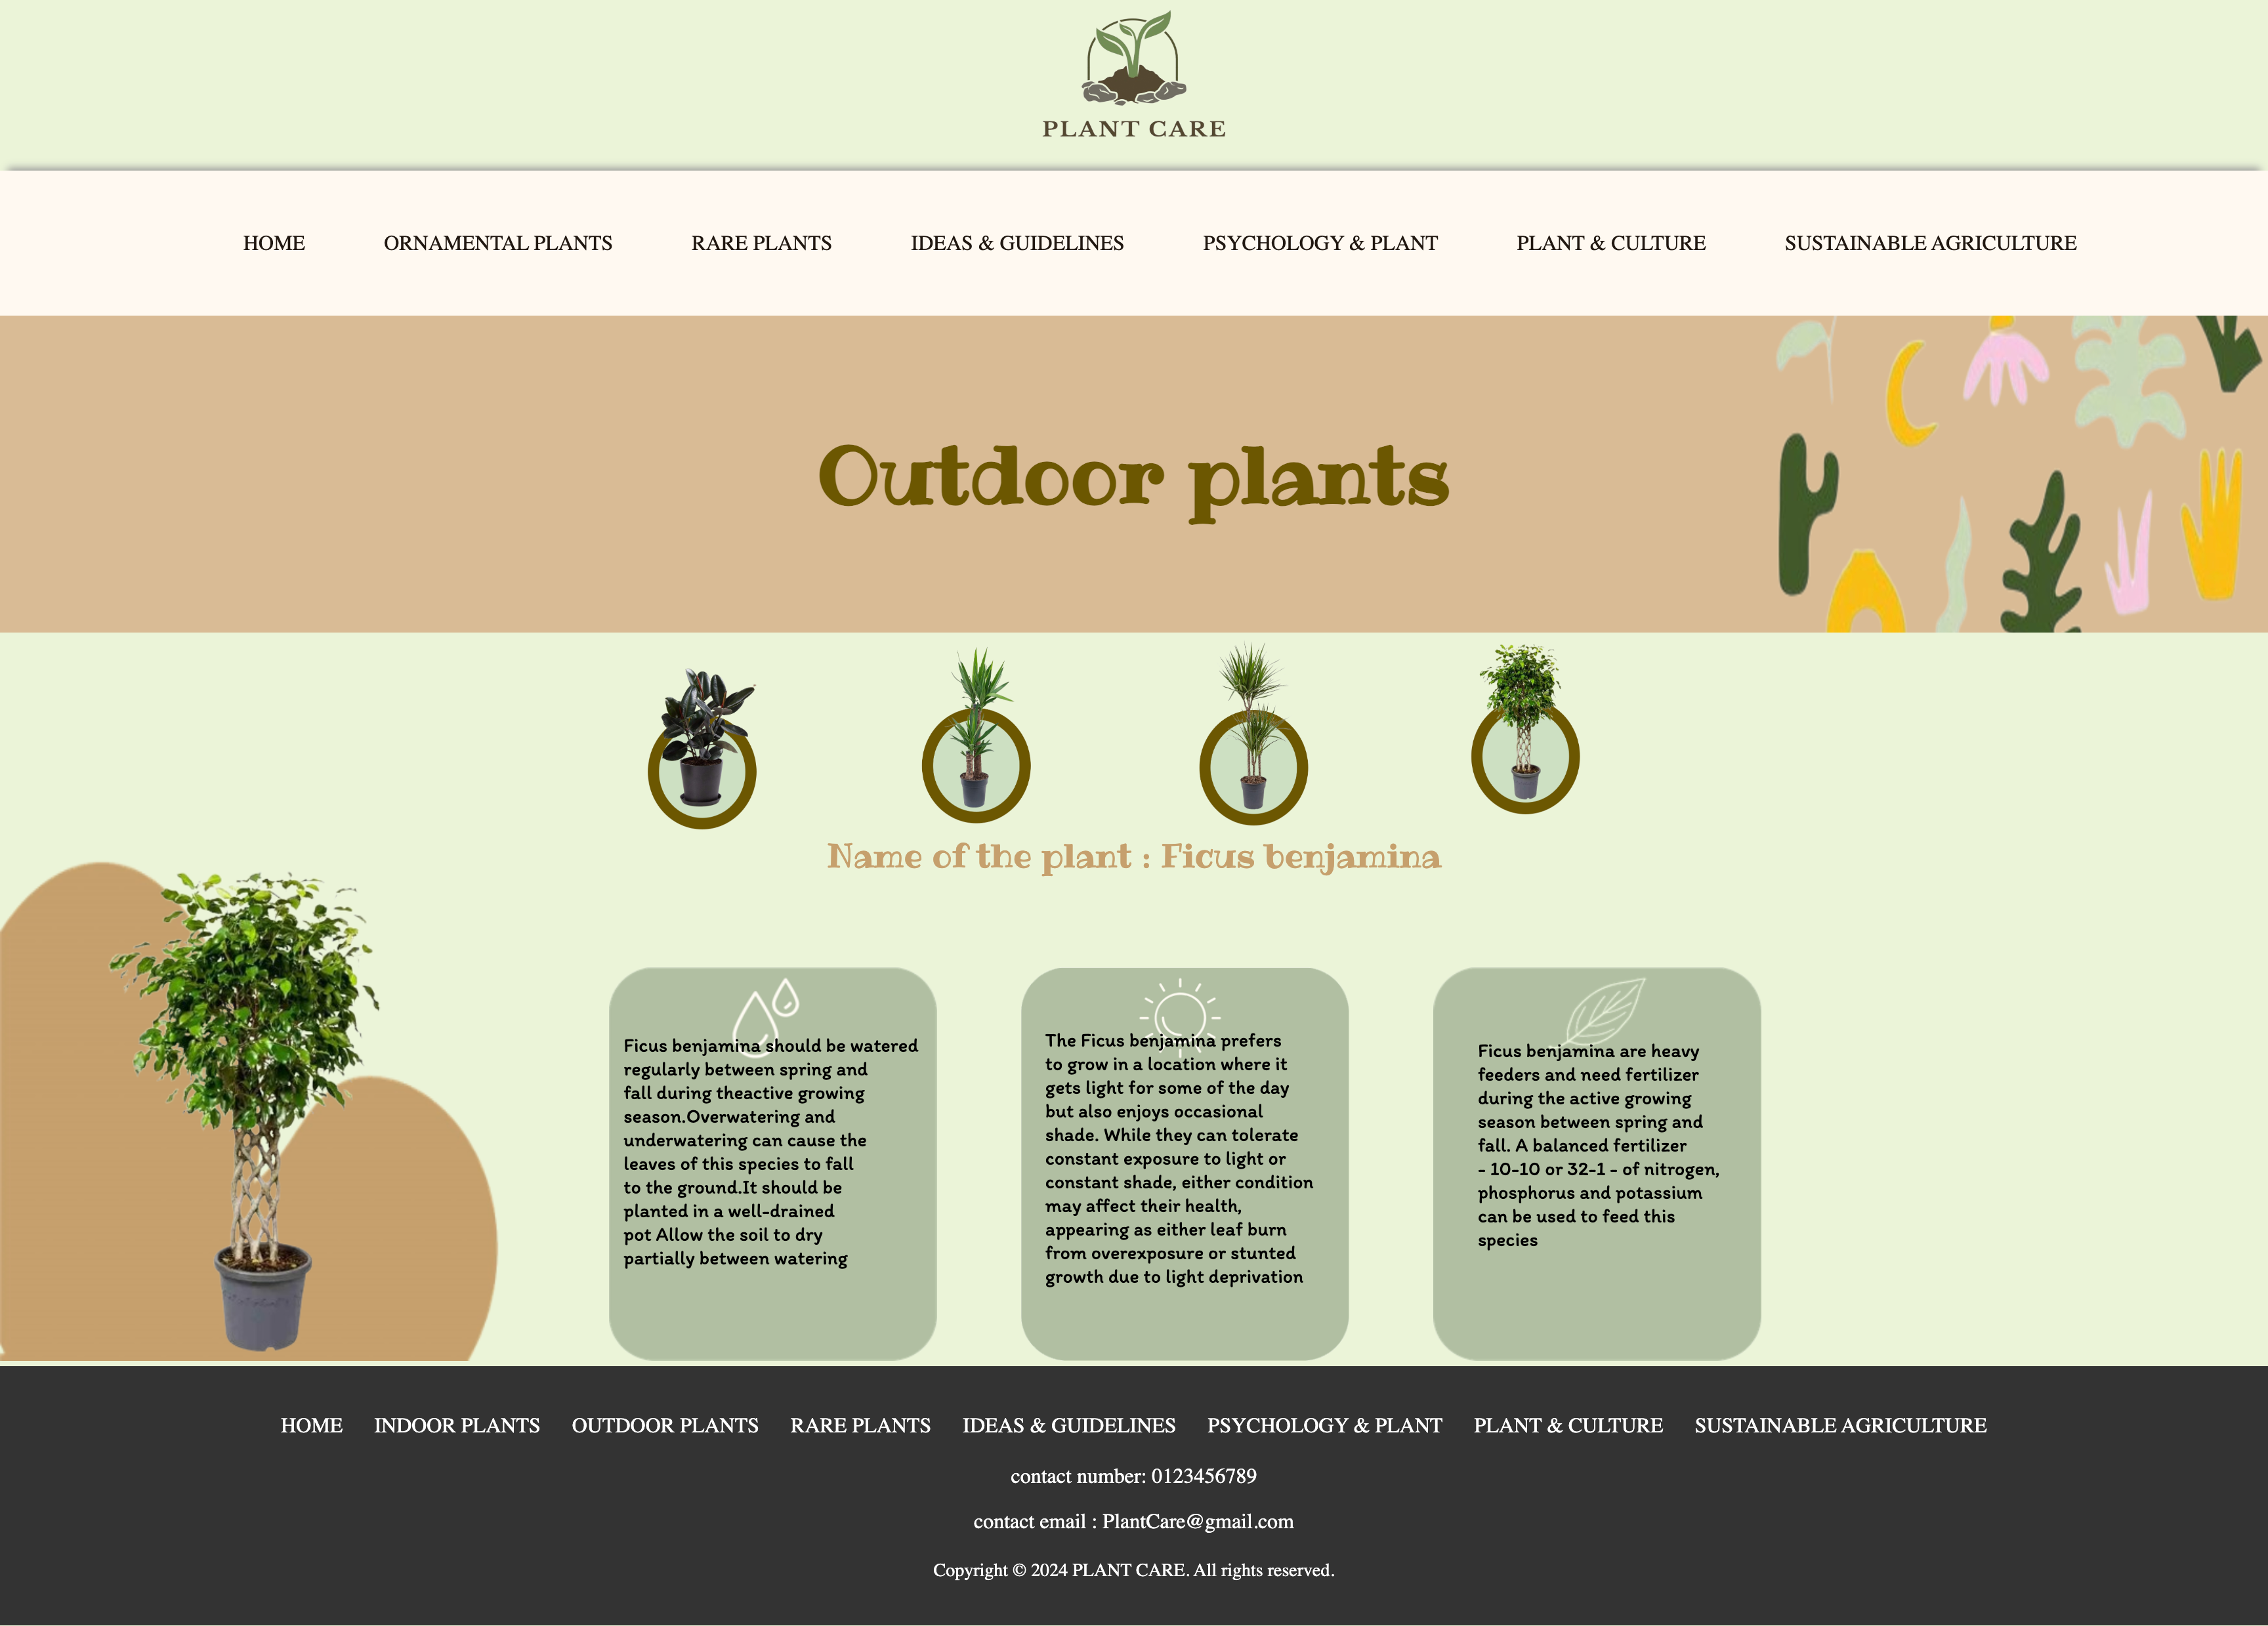 PLANT CARE
HOME ORNAMENTAL PLANTS RARE PLANTS IDEAS & GUIDELINES PSYCHOLOGY & PLANT PLANT & CULTURE SUSTAINABLE AGRICULTURE
Outdoor plants
Name of the plant : Ficus benjamina
Ficus benjamina should be watered
regularly between spring and
fall during theactive growing
season.Overwatering and
underwatering can cause the
leaves of this species to fall
to the ground.It should be
planted in a well-drained
pot Allow the soil to dry
partially between watering
The Ficus benjamina prefers
to grow in a location where it
gets light for some of the day
but also enjoys occasional
shade. While they can tolerate
constant exposure to light or
constant shade, either condition
may affect their health,
appearing as either leaf burn
from overexposure or stunted
growth due to light deprivation
Ficus benjamina are heavy
feeders and need fertilizer
during the active growing
season between spring and
fall. A balanced fertilizer
- 10-10 or 32-1 - of nitrogen,
phosphorus and potassium
can be used to feed this
species
HOME INDOOR PLANTS OUTDOOR PLANTS RARE PLANTS IDEAS & GUIDELINES PSYCHOLOGY & PLANT PLANT & CULTURE SUSTAINABLE AGRICULTURE
contact number: 0123456789
contact email : PlantCare@gmail.com
Copyright © 2024 PLANT CARE. All rights reserved.